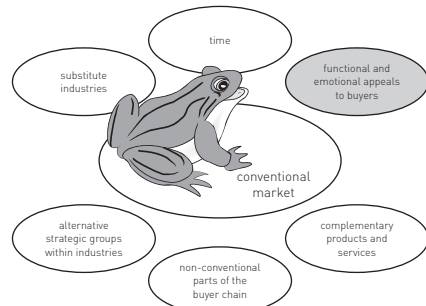 time
substitute
industries
functional and
emotional appeals
to buyers
conventional
market
alternative
strategic groups
within industries
complementary
products and
services
non-conventional
parts of the
buyer chain